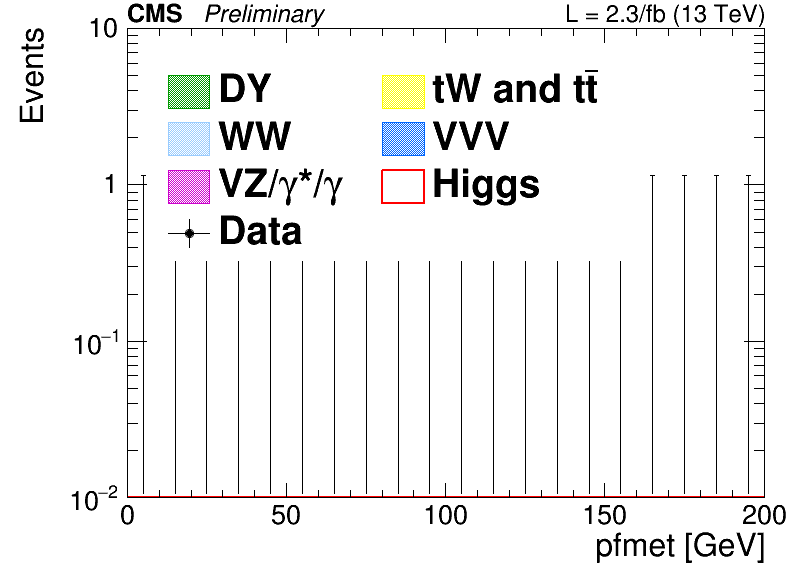 CMS Preliminary L = 2.3/fb (13 TeV)
Events
10
1
10⁻¹
10⁻²
DY
tW and tt̄
WW
VVV
VZ/γ*/γ
Higgs
Data
0 50 100 150 200
pfmet [GeV]